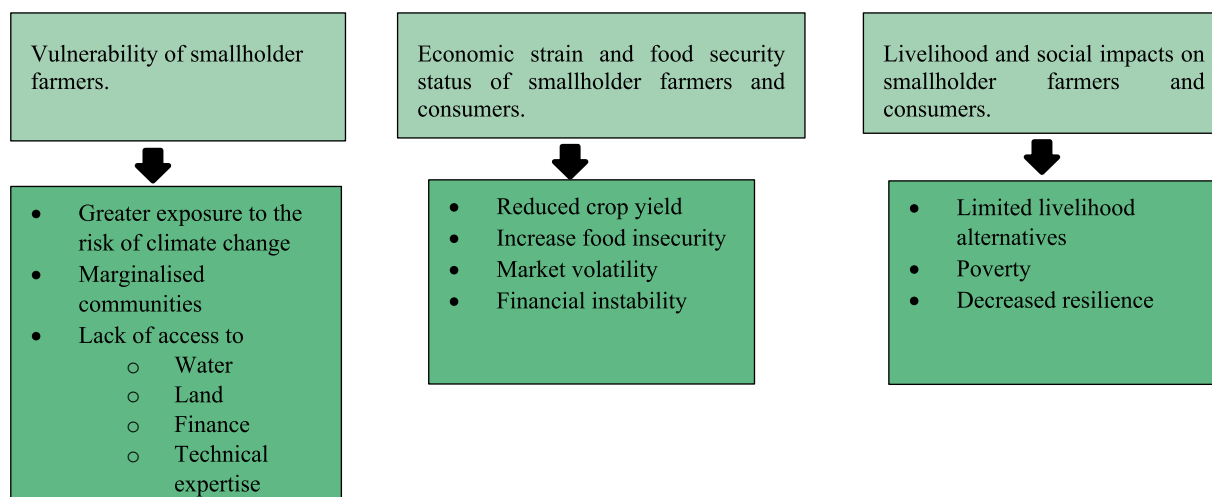 Vulnerability of smallholder
farmers.
• Greater exposure to the
risk of climate change
• Marginalised
communities
• Lack of access to
o Water
o Land
o Finance
o Technical
expertise
Economic strain and food security
status of smallholder farmers and
consumers.
• Reduced crop yield
• Increase food insecurity
• Market volatility
• Financial instability
Livelihood and social impacts on
smallholder farmers and
consumers.
• Limited livelihood
alternatives
• Poverty
• Decreased resilience